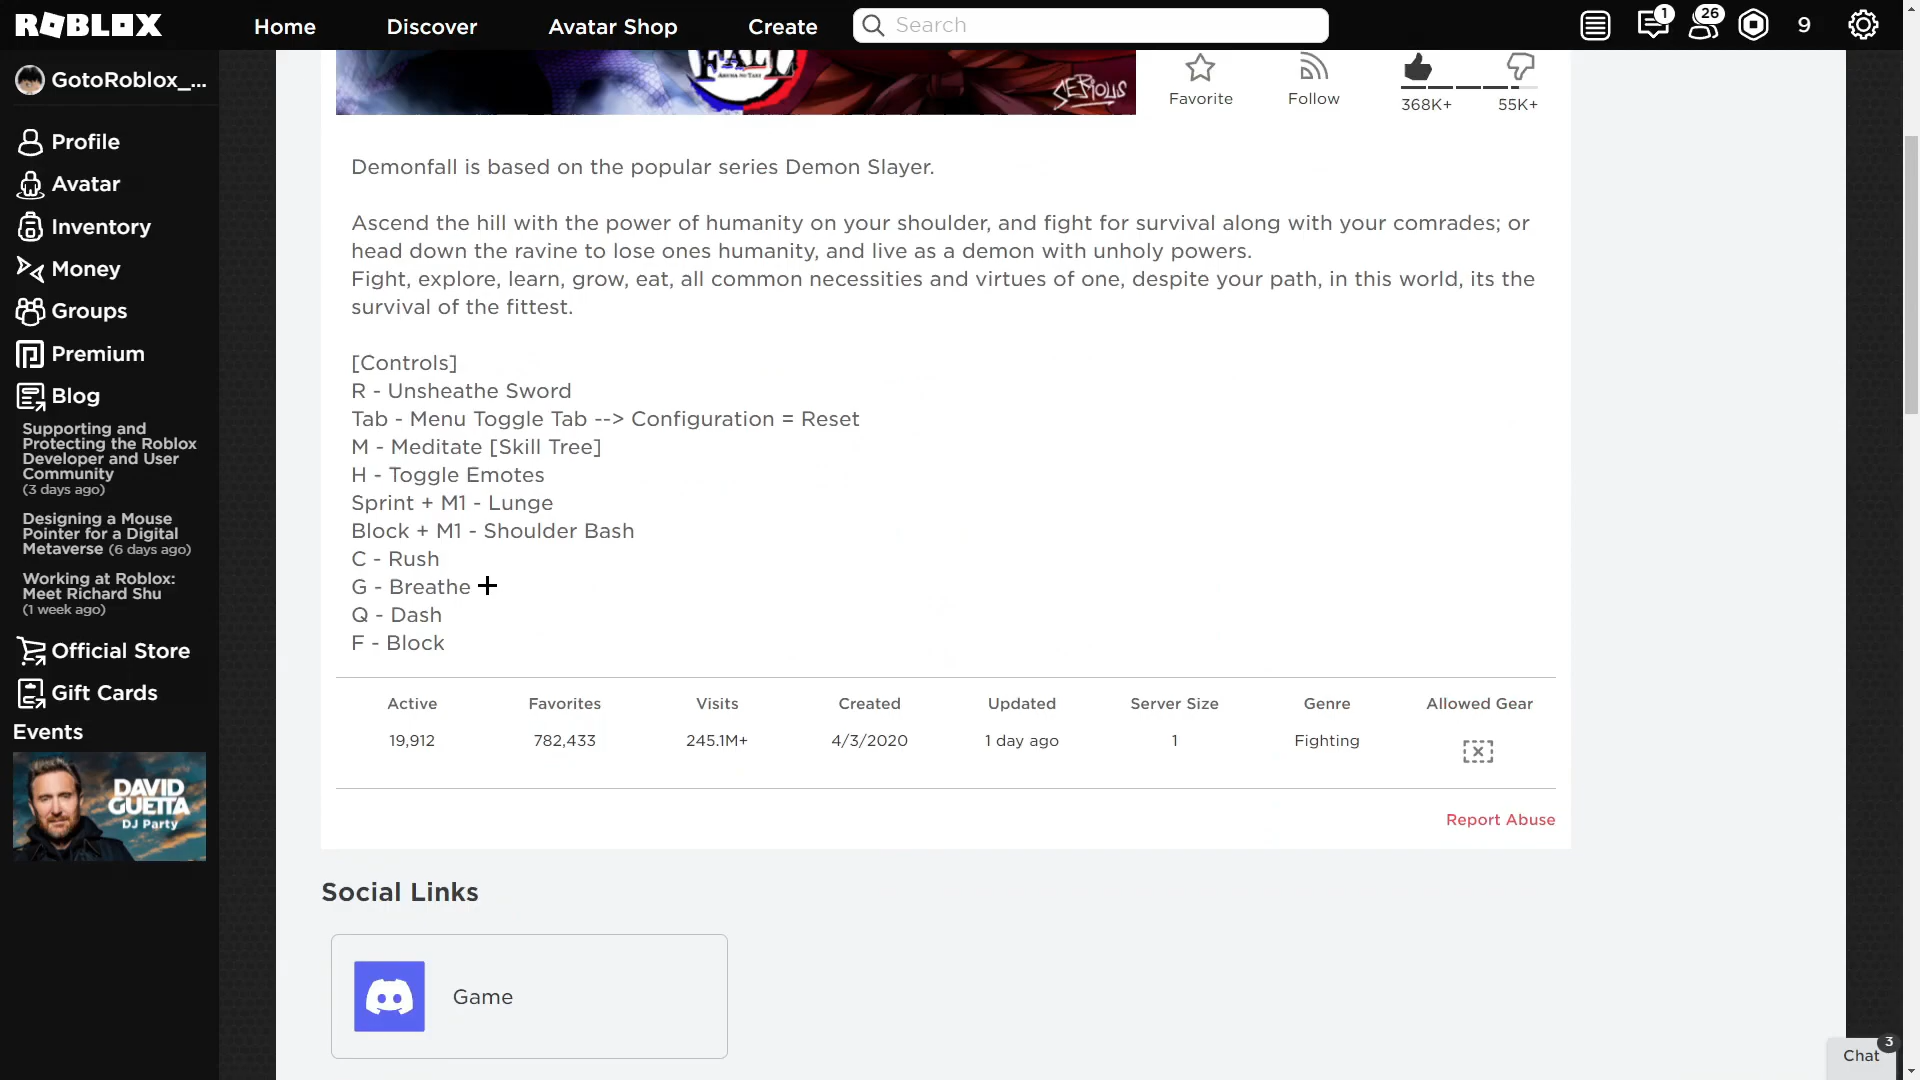 ROBLOX
Home
Discover
Avatar Shop
Create
Search
1
26
9
GotoRoblox_...
Profile
Avatar
Inventory
Money
Groups
Premium
Blog
Supporting and
Protecting the Roblox
Developer and User
Community
(3 days ago)
Designing a Mouse
Pointer for a Digital
Metaverse (6 days ago)
Working at Roblox:
Meet Richard Shu
(1 week ago)
Official Store
Gift Cards
Events
DAVID
GUETTA
DJ Party
FALL
SERIOUS
Favorite
Follow
368K+
55K+
Demonfall is based on the popular series Demon Slayer.
Ascend the hill with the power of humanity on your shoulder, and fight for survival along with your comrades; or
head down the ravine to lose ones humanity, and live as a demon with unholy powers.
Fight, explore, learn, grow, eat, all common necessities and virtues of one, despite your path, in this world, its the
survival of the fittest.
[Controls]
R - Unsheathe Sword
Tab - Menu Toggle Tab --> Configuration = Reset
M - Meditate [Skill Tree]
H - Toggle Emotes
Sprint + M1 - Lunge
Block + M1 - Shoulder Bash
C - Rush
G - Breathe
Q - Dash
F - Block
Active
Favorites
Visits
Created
Updated
Server Size
Genre
Allowed Gear
19,912
782,433
245.1M+
4/3/2020
1 day ago
1
Fighting
Report Abuse
Social Links
Game
Chat
3